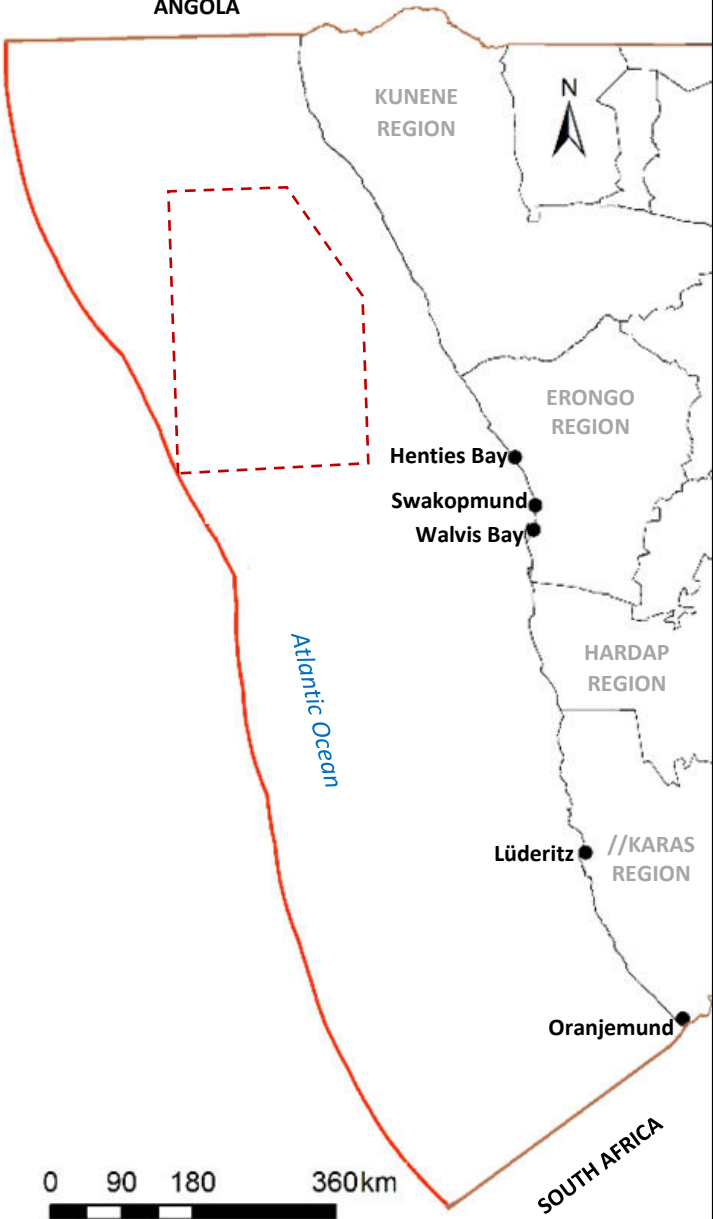 ANGOLA
KUNENE
REGION
N
ERONGO
REGION
Henties Bay
Swakopmund
Walvis Bay
Atlantic Ocean
HARDAP
REGION
Lüderitz
//KARAS
REGION
Oranjemund
SOUTH AFRICA
0 90 180 360km